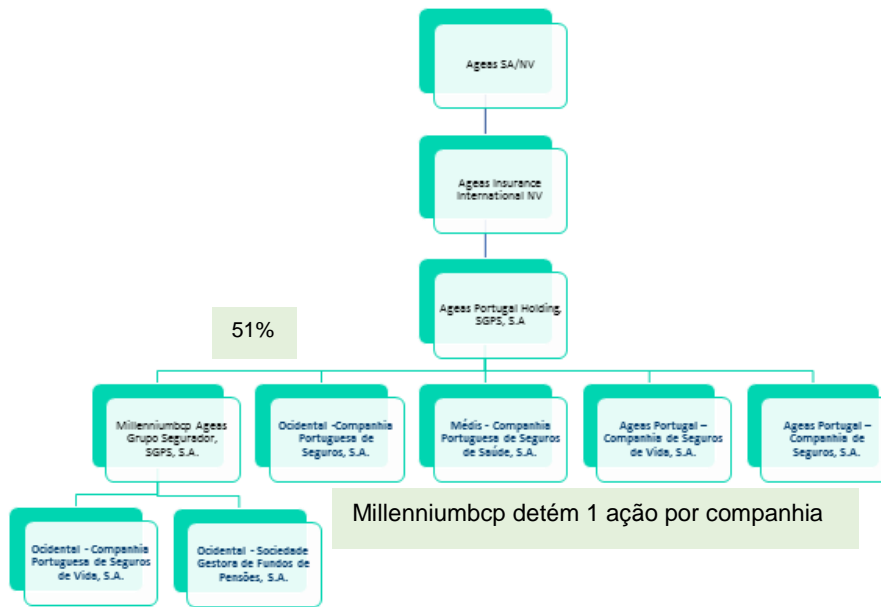 Ageas SA/NV
Ageas Insurance
International NV
Ageas Portugal Holding,
SGPS, S.A
51%
Millenniumbcp Ageas
Grupo Segurador,
SGPS, S.A.
Ocidental -Companhia
Portuguesa de
Seguros, S.A.
Médis - Companhia
Portuguesa de Seguros
de Saúde, S.A.
Ageas Portugal –
Companhia de Seguros
de Vida, S.A.
Ageas Portugal –
Companhia de
Seguros, S.A.
Millenniumbcp detém 1 ação por companhia
Ocidental - Companhia
Portuguesa de Seguros
de Vida, S.A.
Ocidental - Sociedade
Gestora de Fundos de
Pensões, S.A.